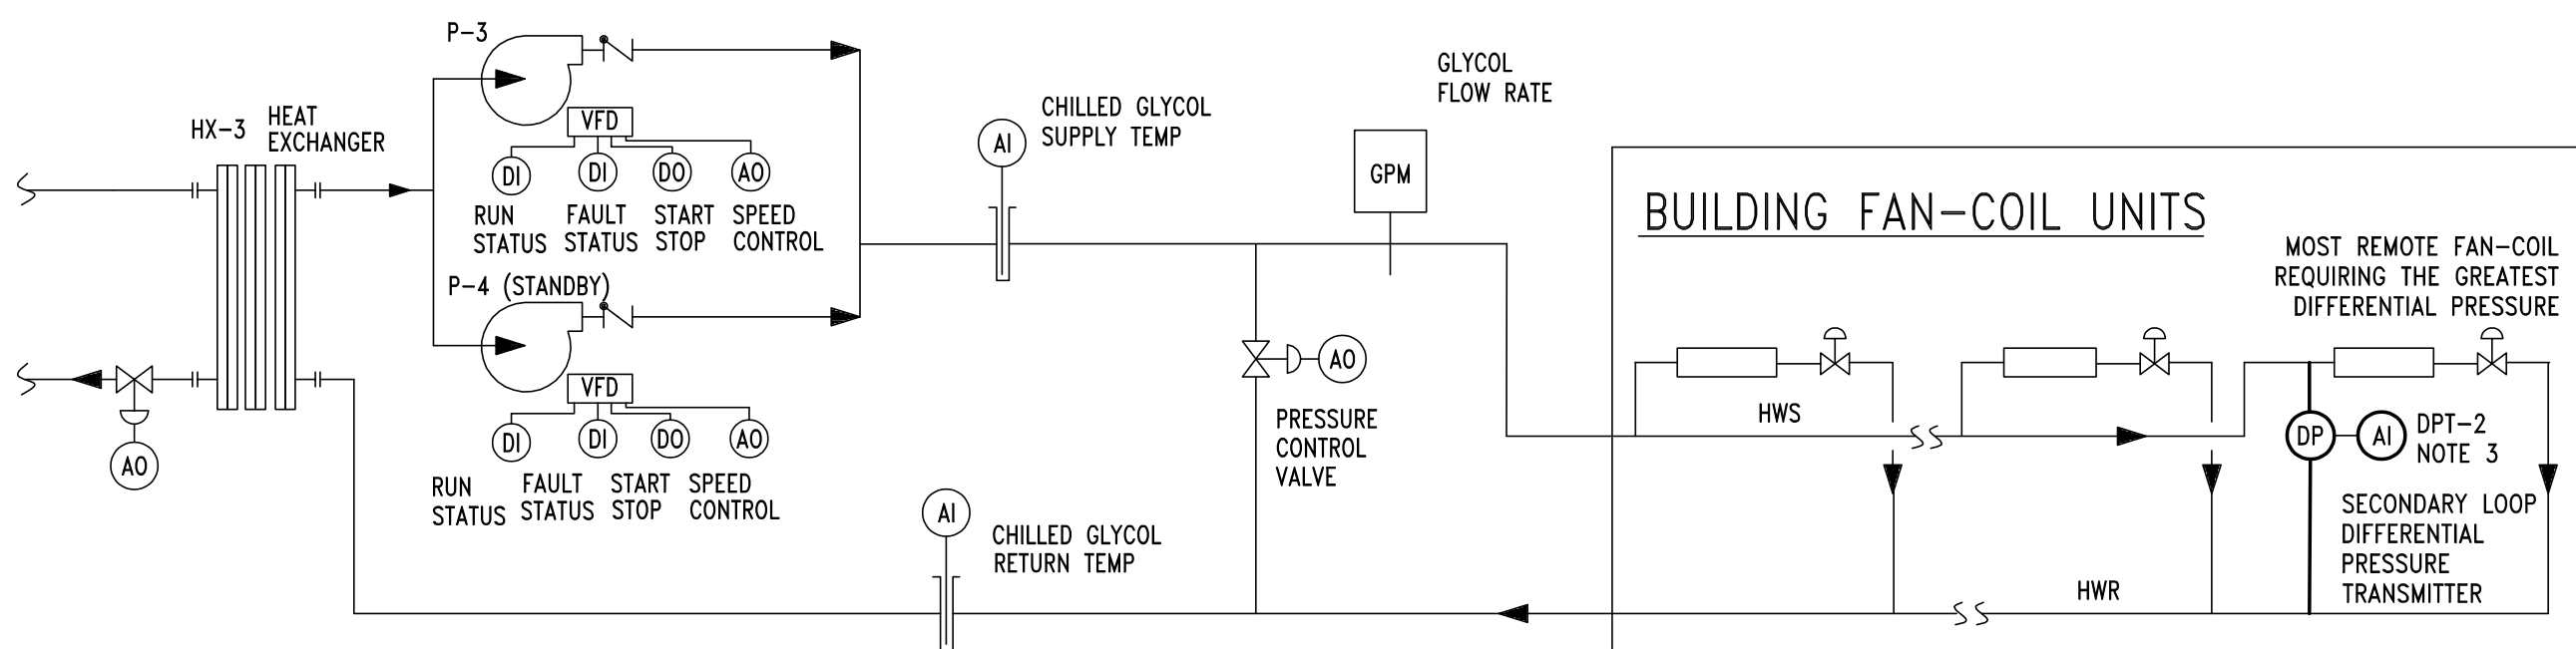 P-3
HX-3
HEAT
EXCHANGER
VFD
DI
DI
DO
AO
RUN
STATUS
FAULT
STATUS
START
STOP
SPEED
CONTROL
P-4 (STANDBY)
VFD
DI
DI
DO
AO
RUN
STATUS
FAULT
STATUS
START
STOP
SPEED
CONTROL
AO
AI
CHILLED GLYCOL
SUPPLY TEMP
AI
CHILLED GLYCOL
RETURN TEMP
GLYCOL
FLOW RATE
GPM
AO
PRESSURE
CONTROL
VALVE
BUILDING FAN-COIL UNITS
MOST REMOTE FAN-COIL
REQUIRING THE GREATEST
DIFFERENTIAL PRESSURE
HWS
DP
AI
DPT-2
NOTE 3
SECONDARY LOOP
DIFFERENTIAL
PRESSURE
TRANSMITTER
HWR